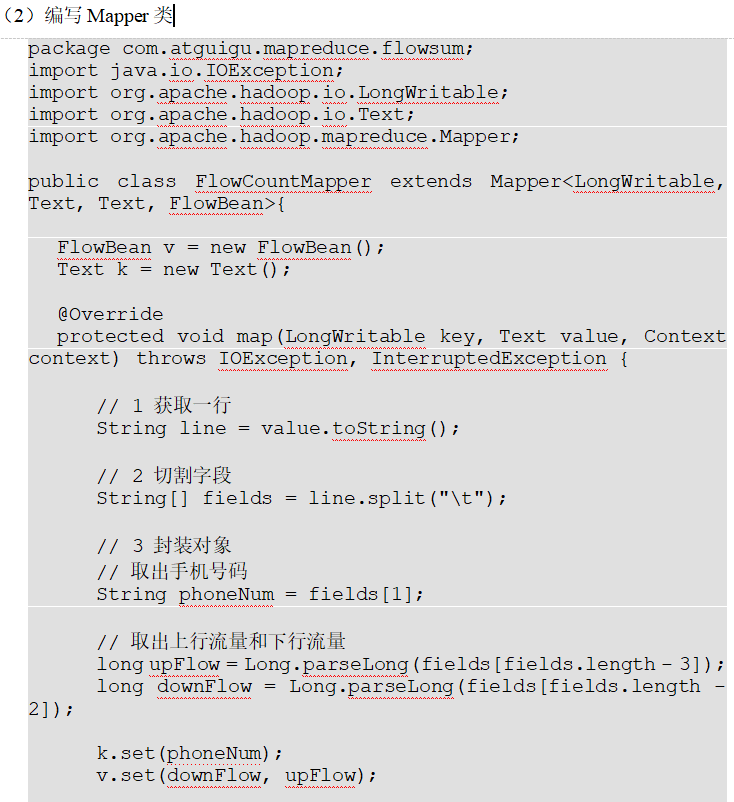 （2）编写 Mapper 类
package com.atguigu.mapreduce.flowsum;
import java.io.IOException;
import org.apache.hadoop.io.LongWritable;
import org.apache.hadoop.io.Text;
import org.apache.hadoop.mapreduce.Mapper;
public class FlowCountMapper extends Mapper<LongWritable,
Text, Text, FlowBean>{
FlowBean v = new FlowBean();
Text k = new Text();
@Override
protected void map(LongWritable key, Text value, Context
context) throws IOException, InterruptedException {
// 1 获取一行
String line = value.toString();
// 2 切割字段
String[] fields = line.split("\t");
// 3 封装对象
// 取出手机号码
String phoneNum = fields[1];
// 取出上行流量和下行流量
long upFlow = Long.parseLong(fields[fields.length - 3]);
long downFlow = Long.parseLong(fields[fields.length -
2]);
k.set(phoneNum);
v.set(downFlow, upFlow);